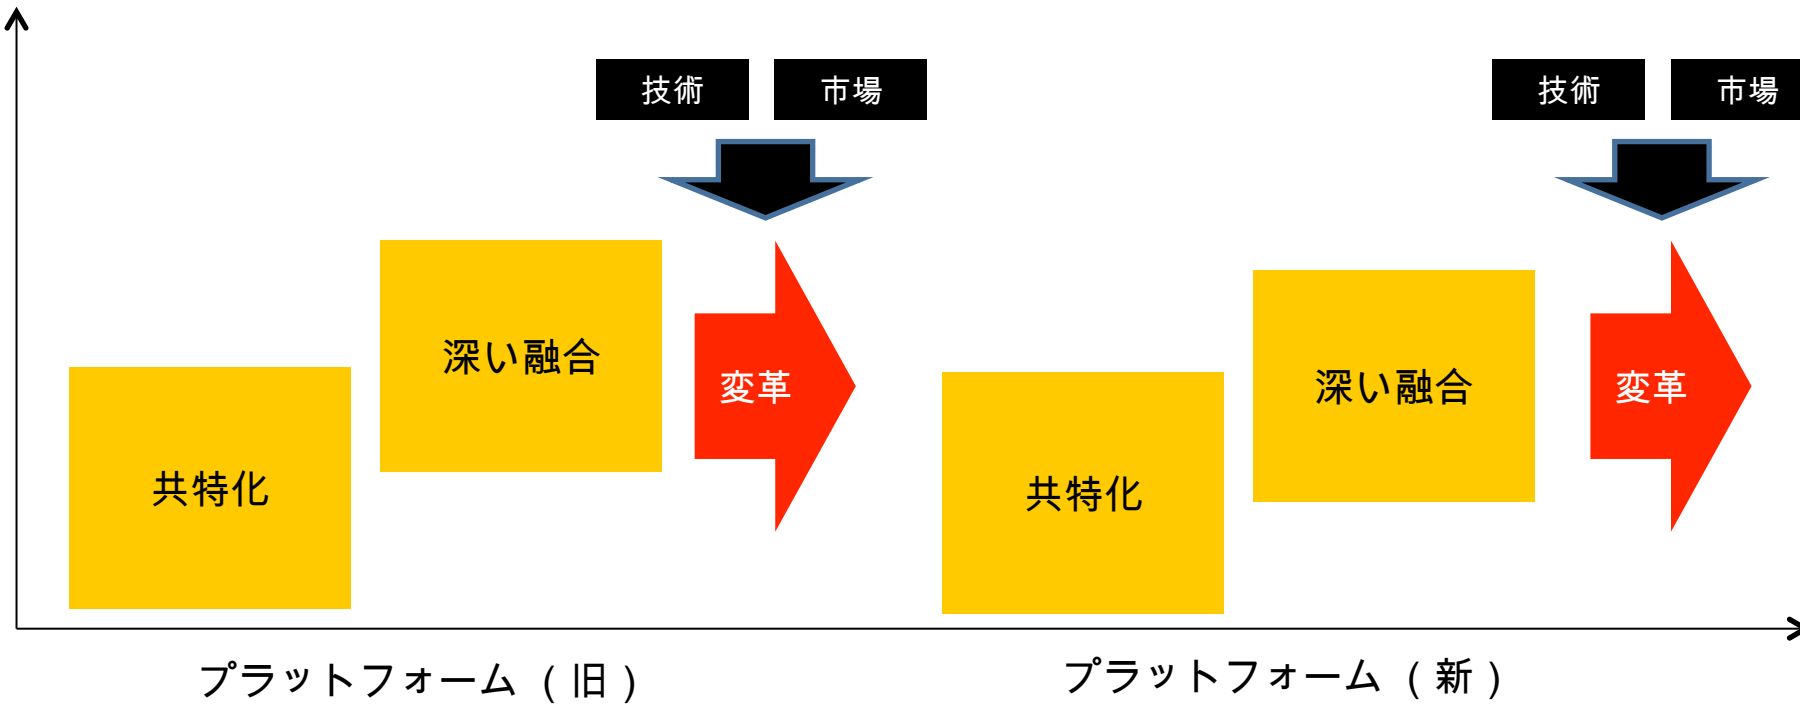 技術 市場
技術 市場
深い融合
変革
共特化
深い融合
変革
共特化
プラットフォーム(旧)
プラットフォーム(新)